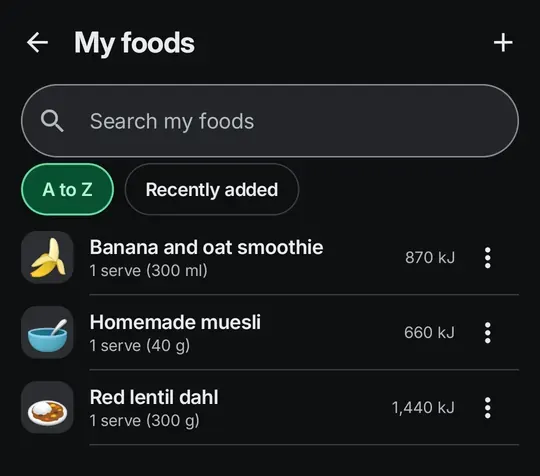 My foods
Search my foods
A to Z
Recently added
Banana and oat smoothie
870 kJ
1 serve (300 ml)
Homemade muesli
660 kJ
1 serve (40 g)
Red lentil dahl
1,440 kJ
1 serve (300 g)